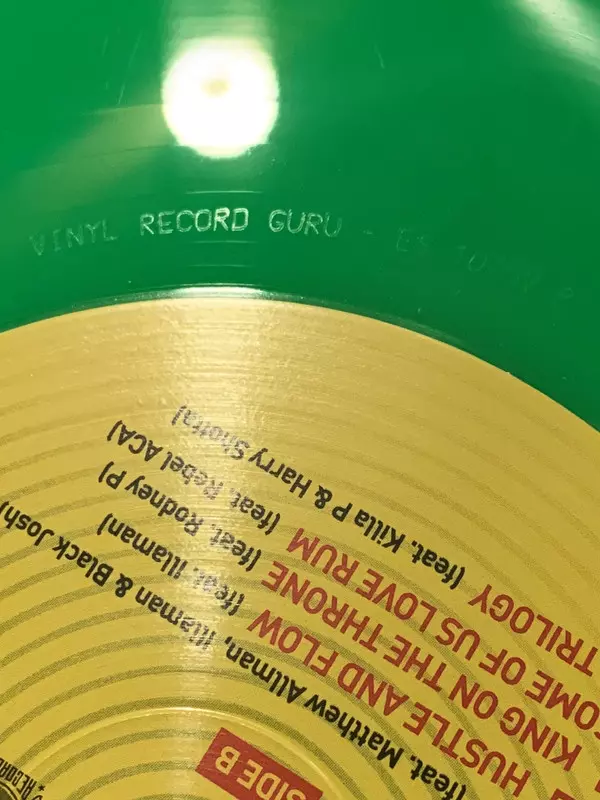 VINYL RECORD GURU -
SIDE B
(feat. Matthew Allman, Illaman & Black Josh)
HUSTLE AND FLOW (feat. Illaman)
KING ON THE THRONE (feat. Rodney P)
SOME OF US LOVE RUM (feat. Rebel ACA)
TRILOGY (feat. Killa P & Harry Shotta)